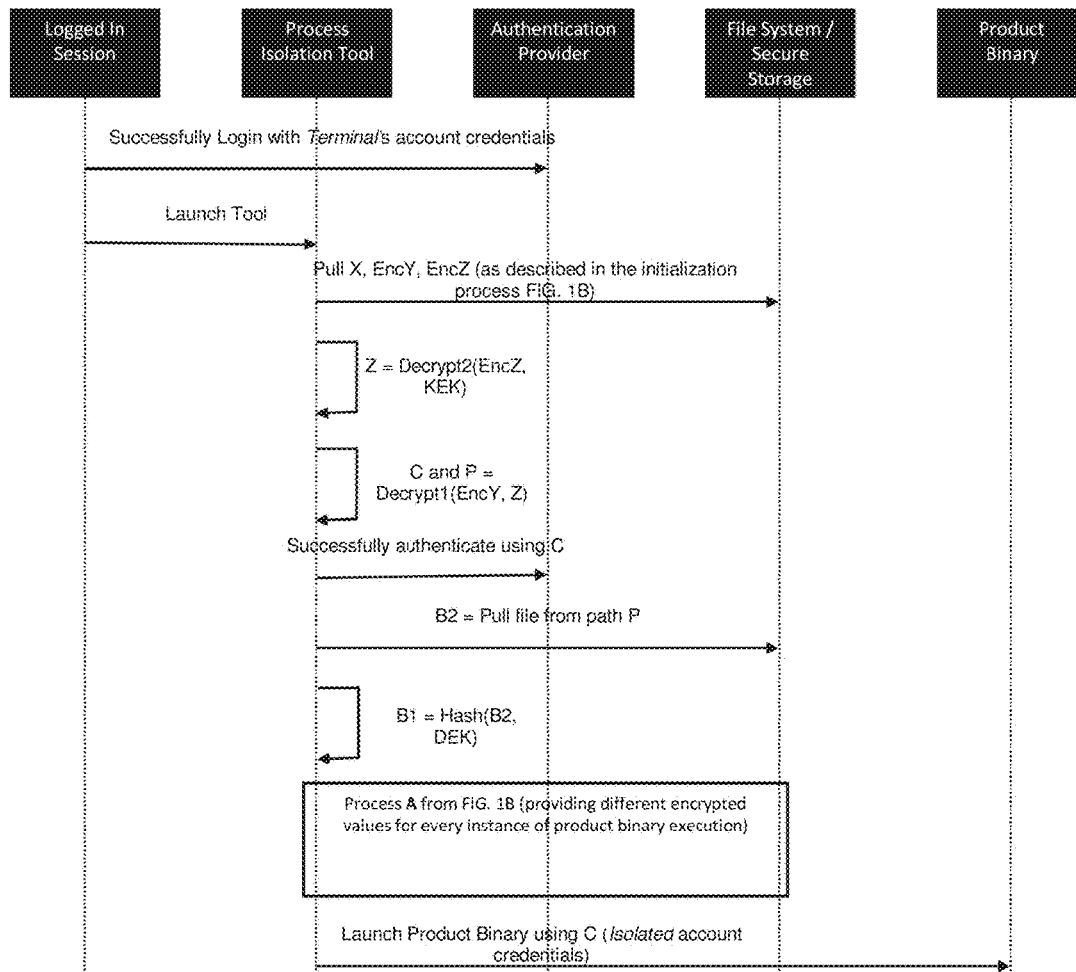 Logged In
Session
Process
Isolation Tool
Authentication
Provider
File System /
Secure
Storage
Product
Binary
Successfully Login with Terminal's account credentials
Launch Tool
Pull X, EncY, EncZ (as described in the initialization
process FIG. 1B)
Z = Decrypt2(EncZ,
KEK)
C and P =
Decrypt1(EncY, Z)
Successfully authenticate using C
B2 = Pull file from path P
B1 = Hash(B2,
DEK)
Process A from FIG. 1B (providing different encrypted
values for every instance of product binary execution)
Launch Product Binary using C (Isolated account
credentials)